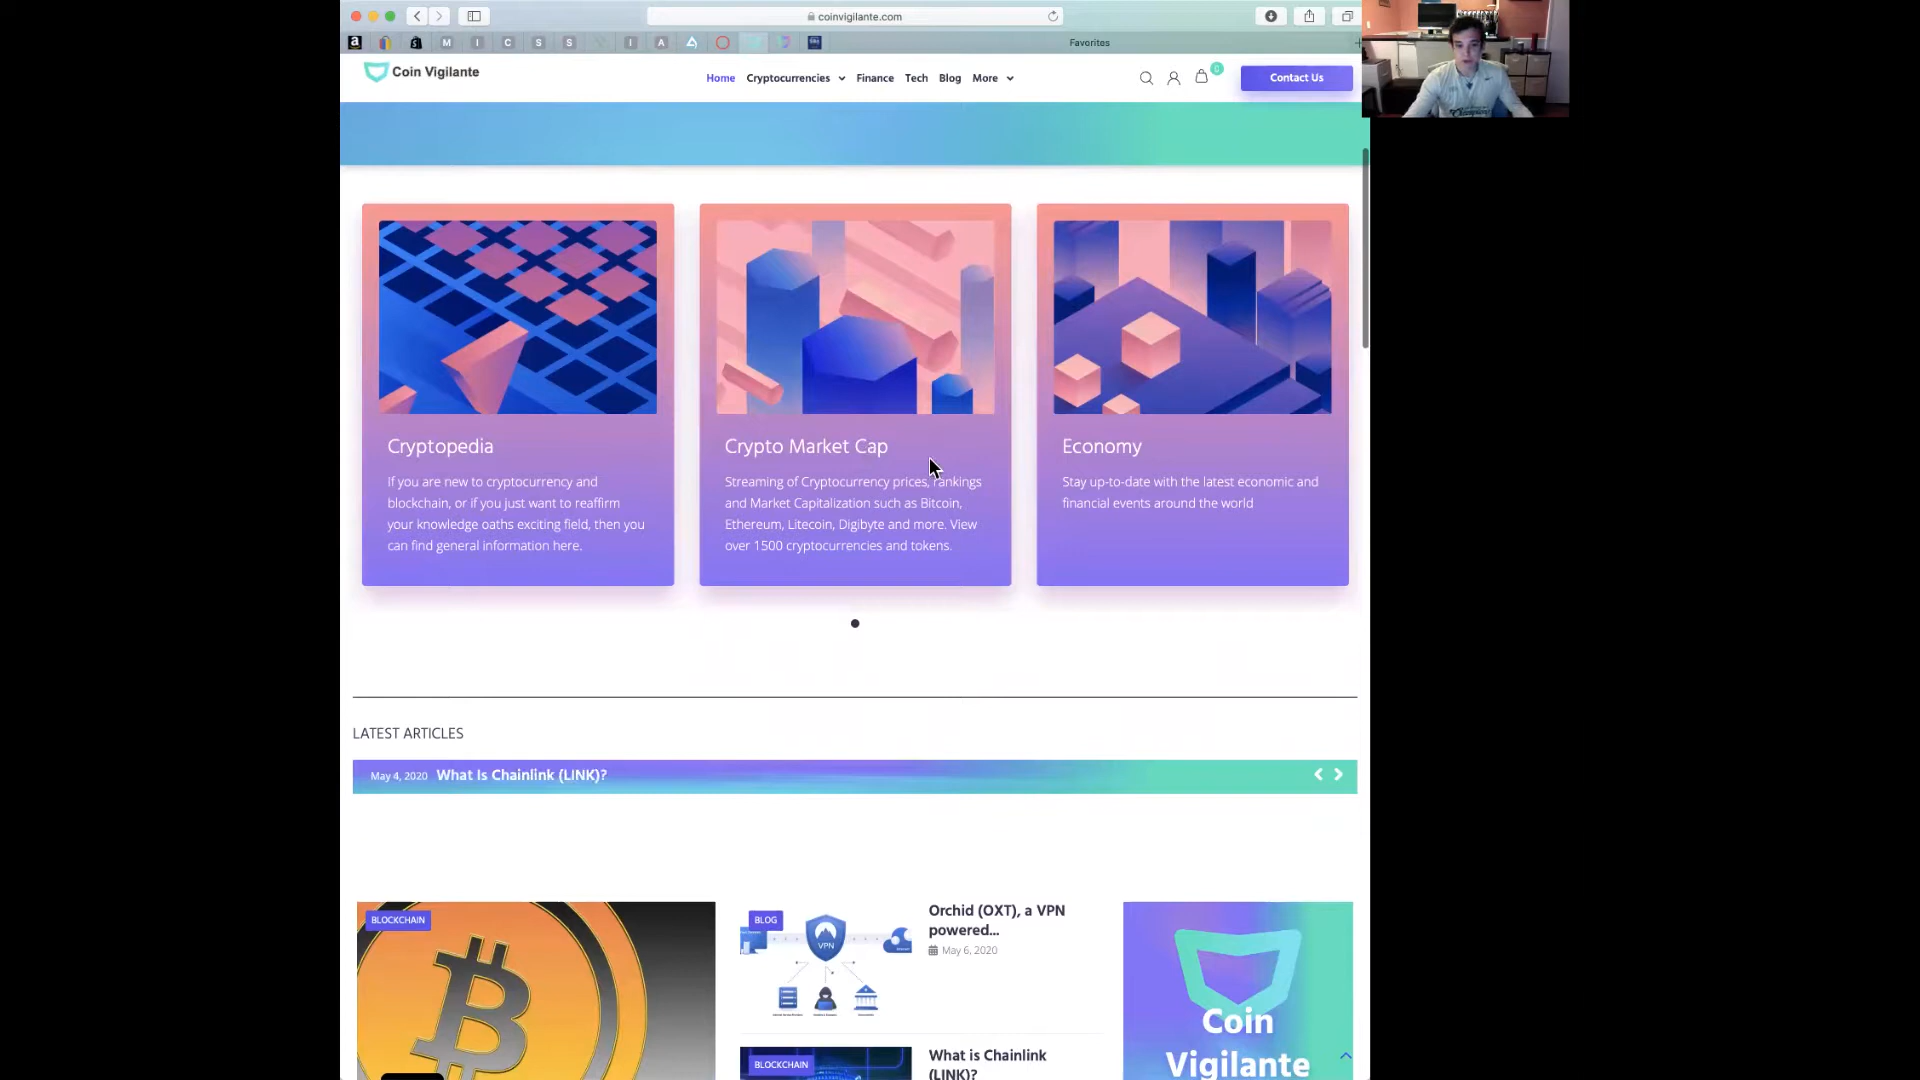 coinvigilante.com
a
M
I
C
S
S
I
A
Favorites
Coin Vigilante
Home
Cryptocurrencies
Finance
Tech
Blog
More
0
Contact Us
Cryptopedia
If you are new to cryptocurrency and
blockchain, or if you just want to reaffirm
your knowledge oaths exciting field, then you
can find general information here.
Crypto Market Cap
Streaming of Cryptocurrency prices, rankings
and Market Capitalization such as Bitcoin,
Ethereum, Litecoin, Digibyte and more. View
over 1500 cryptocurrencies and tokens.
Economy
Stay up-to-date with the latest economic and
financial events around the world
LATEST ARTICLES
May 4, 2020 What Is Chainlink (LINK)?
BLOCKCHAIN
BLOG
VPN
Orchid (OXT), a VPN
powered...
May 6, 2020
BLOCKCHAIN
What is Chainlink
(LINK)?
Coin
Vigilante